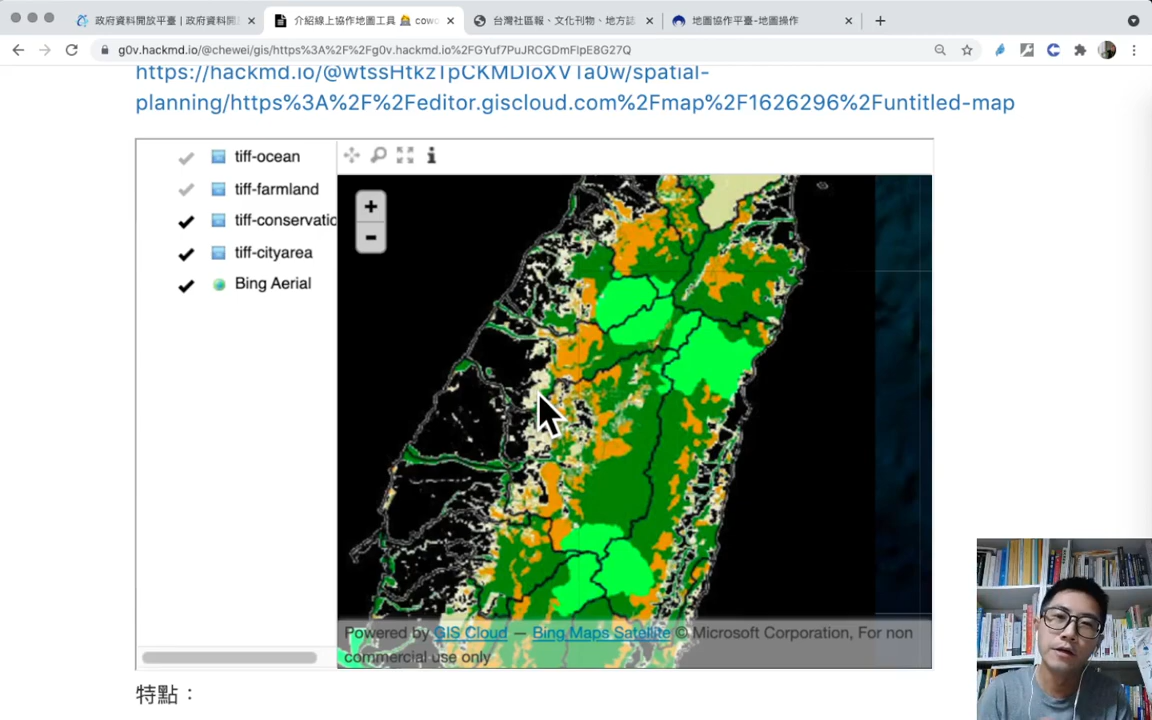 政府資料開放平臺 | 政府資料開
介紹線上協作地圖工具 🧑‍💻 cowo
台灣社區報、文化刊物、地方誌
地圖協作平臺-地圖操作
g0v.hackmd.io/@chewei/gis/https%3A%2F%2Fg0v.hackmd.io%2FGYuf7PuJRCGDmFlpE8G27Q
https://hackmd.io/@wtssHtkzTpCKMDIoXVTa0w/spatial-
planning/https%3A%2F%2Feditor.giscloud.com%2Fmap%2F1626296%2Funtitled-map
tiff-ocean
tiff-farmland
tiff-conservatio
tiff-cityarea
Bing Aerial
Powered by GIS Cloud — Bing Maps Satellite © Microsoft Corporation, For non
commercial use only
特點：